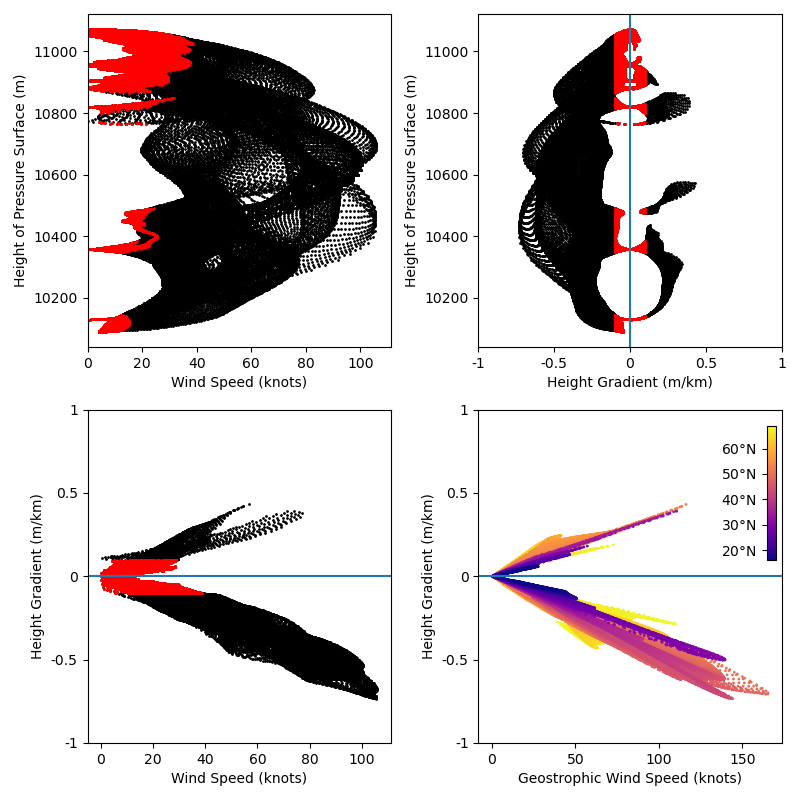 Height of Pressure Surface (m)
11000
10800
10600
10400
10200
0 20 40 60 80 100
Wind Speed (knots)
Height of Pressure Surface (m)
11000
10800
10600
10400
10200
-1 -0.5 0 0.5 1
Height Gradient (m/km)
Height Gradient (m/km)
1
0.5
0
-0.5
-1
0 20 40 60 80 100
Wind Speed (knots)
Height Gradient (m/km)
1
0.5
0
-0.5
-1
0 50 100 150
Geostrophic Wind Speed (knots)
60°N
50°N
40°N
30°N
20°N